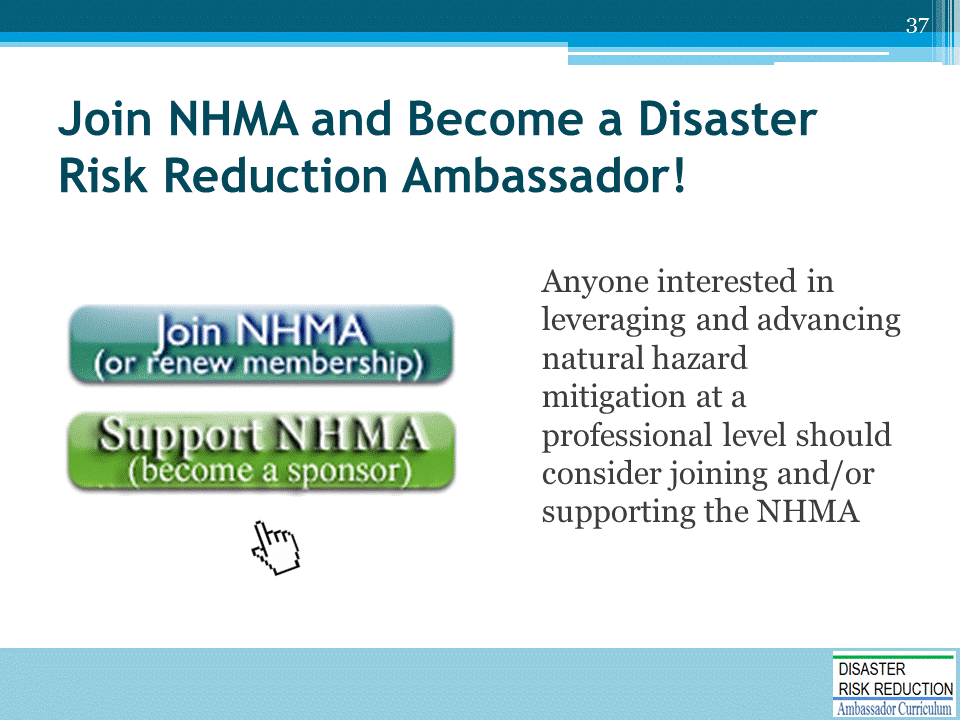 37
Join NHMA and Become a Disaster
Risk Reduction Ambassador!
Join NHMA
(or renew membership)
Support NHMA
(become a sponsor)
Anyone interested in
leveraging and advancing
natural hazard
mitigation at a
professional level should
consider joining and/or
supporting the NHMA
DISASTER
RISK REDUCTION
Ambassador Curriculum